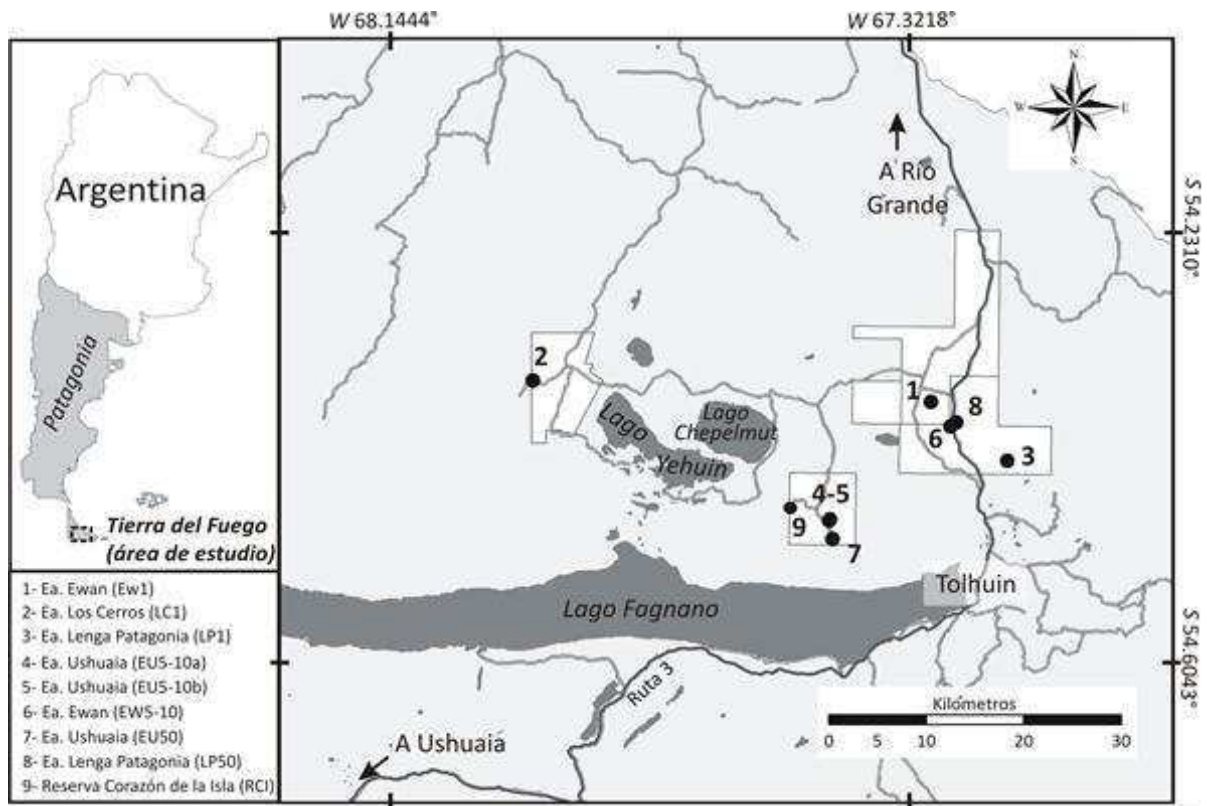 W 68.1444°
W 67.3218°
Argentina
Patagonia
Tierra del Fuego
(área de estudio)
1- Ea. Ewan (Ew1)
2- Ea. Los Cerros (LC1)
3- Ea. Lenga Patagonia (LP1)
4- Ea. Ushuaia (EU5-10a)
5- Ea. Ushuaia (EU5-10b)
6- Ea. Ewan (EW5-10)
7- Ea. Ushuaia (EU50)
8- Ea. Lenga Patagonia (LP50)
9- Reserva Corazón de la Isla (RCI)
N
W
E
S
A Río
Grande
S 54.2310°
2
1
8
6
3
Lago
Yehuin
Lago
Chepelmut
4-5
9
7
Tolhuin
Lago Fagnano
S 54.6043°
Ruta 3
A Ushuaia
Kilómetros
0 5 10 20 30